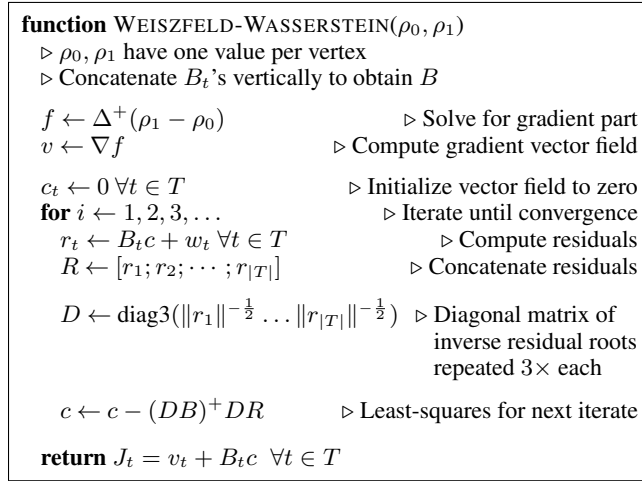 function WEISZFELD-WASSERSTEIN(ρ₀, ρ₁)
▷ ρ₀, ρ₁ have one value per vertex
▷ Concatenate Bₜ's vertically to obtain B
f ← Δ⁺(ρ₁ − ρ₀) ▷ Solve for gradient part
v ← ∇f ▷ Compute gradient vector field
cₜ ← 0 ∀t ∈ T ▷ Initialize vector field to zero
for i ← 1, 2, 3, . . . ▷ Iterate until convergence
rₜ ← Bₜc + wₜ ∀t ∈ T ▷ Compute residuals
R ← [r₁; r₂; · · · ; r_{|T|}] ▷ Concatenate residuals
D ← diag3(‖r₁‖^{−1/2} . . . ‖r_{|T|}‖^{−1/2}) ▷ Diagonal matrix of
inverse residual roots
repeated 3× each
c ← c − (DB)⁺DR ▷ Least-squares for next iterate
return Jₜ = vₜ + Bₜc ∀t ∈ T